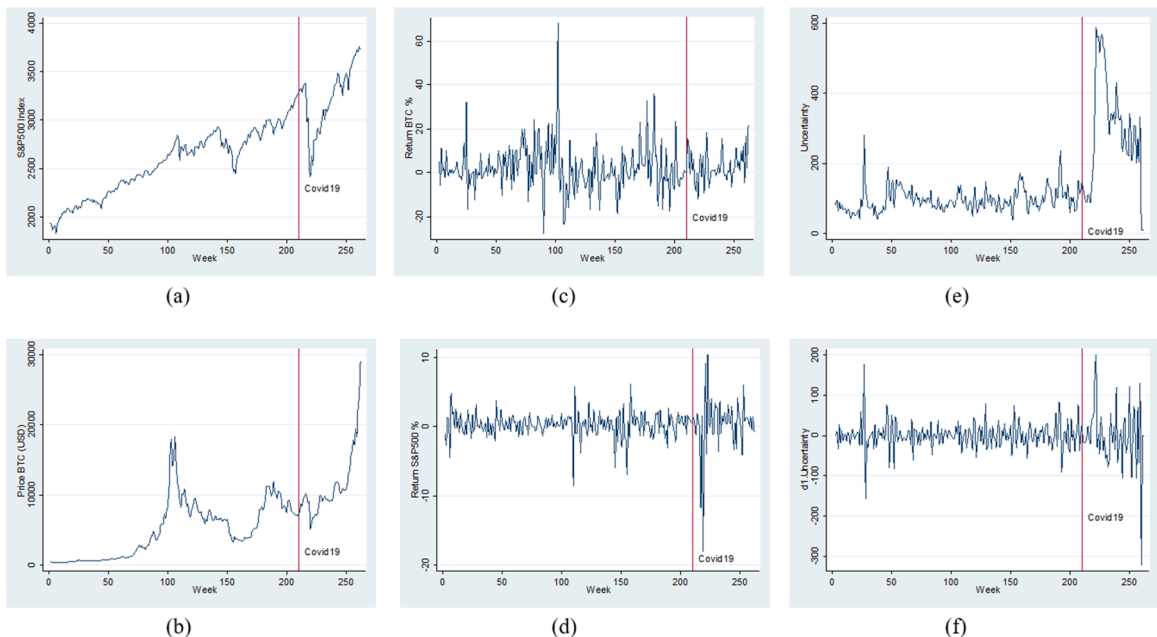 S&P500 Index
4000
3500
3000
2500
2000
Covid19
0 50 100 150 200 250
Week
(a)
Return BTC %
60
40
20
0
-20
Covid19
0 50 100 150 200 250
Week
(c)
Uncertainty
600
400
200
0
Covid19
0 50 100 150 200 250
Week
(e)
Price BTC (USD)
30000
20000
10000
0
Covid19
0 50 100 150 200 250
Week
(b)
Return S&P500 %
10
0
-10
-20
Covid19
0 50 100 150 200 250
Week
(d)
d1.Uncertainty
200
100
0
-100
-200
-300
Covid19
0 50 100 150 200 250
Week
(f)